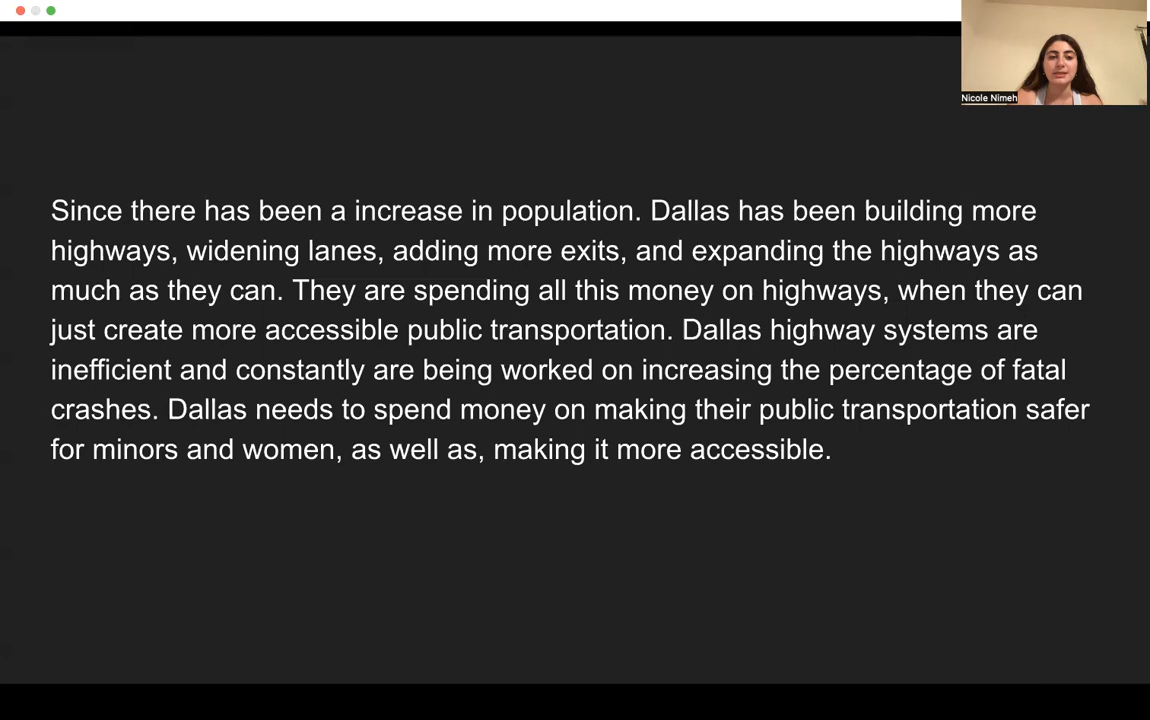 Nicole Nimeh
Since there has been a increase in population. Dallas has been building more
highways, widening lanes, adding more exits, and expanding the highways as
much as they can. They are spending all this money on highways, when they can
just create more accessible public transportation. Dallas highway systems are
inefficient and constantly are being worked on increasing the percentage of fatal
crashes. Dallas needs to spend money on making their public transportation safer
for minors and women, as well as, making it more accessible.